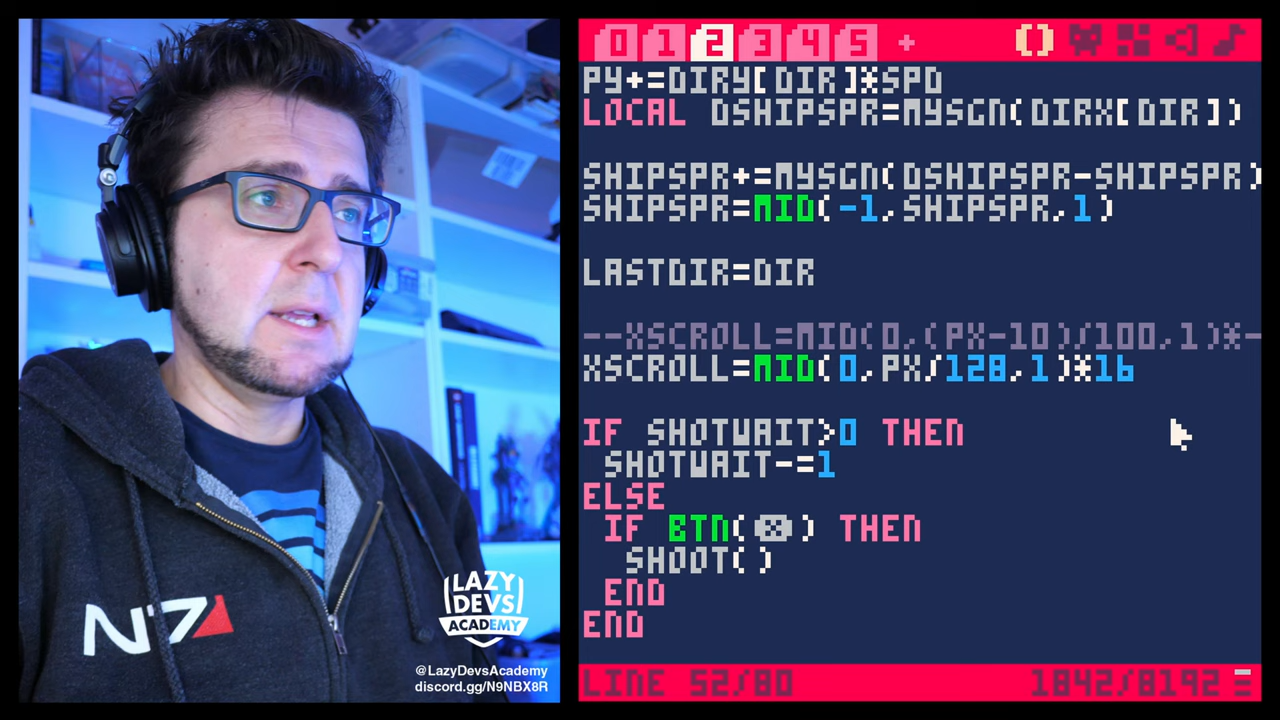 N7
LAZY
DEVS
ACADEMY
@LazyDevsAcademy
discord.gg/N9NBX8R
0 1 2 3 4 5 + ()
PY+=DIRY[DIR]*SPD
LOCAL DSHIPSPR=MYSGN(DIRX[DIR])
SHIPSPR+=MYSGN(DSHIPSPR-SHIPSPR)
SHIPSPR=MID(-1,SHIPSPR,1)
LASTDIR=DIR
--XSCROLL=MID(0,(PX-10)/100,1)*-
XSCROLL=MID(0,PX/128,1)*16
IF SHOTWAIT>0 THEN
SHOTWAIT-=1
ELSE
IF BTN(❎) THEN
SHOOT()
END
END
LINE 52/80 1842/8192